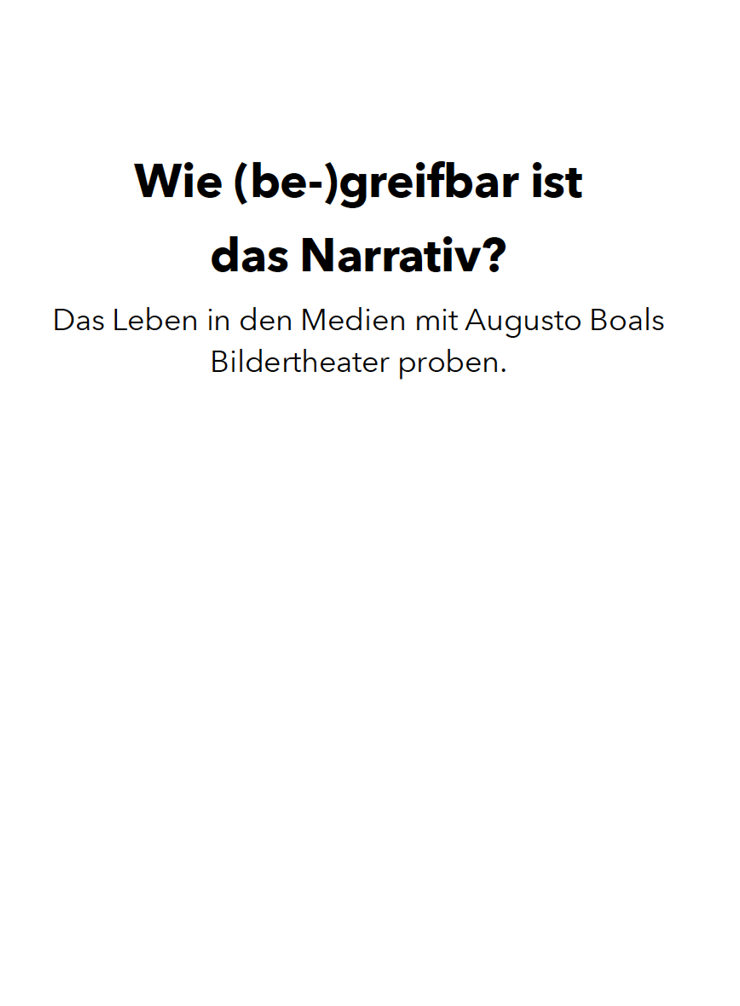 Wie (be-)greifbar ist
das Narrativ?
Das Leben in den Medien mit Augusto Boals
Bildertheater proben.